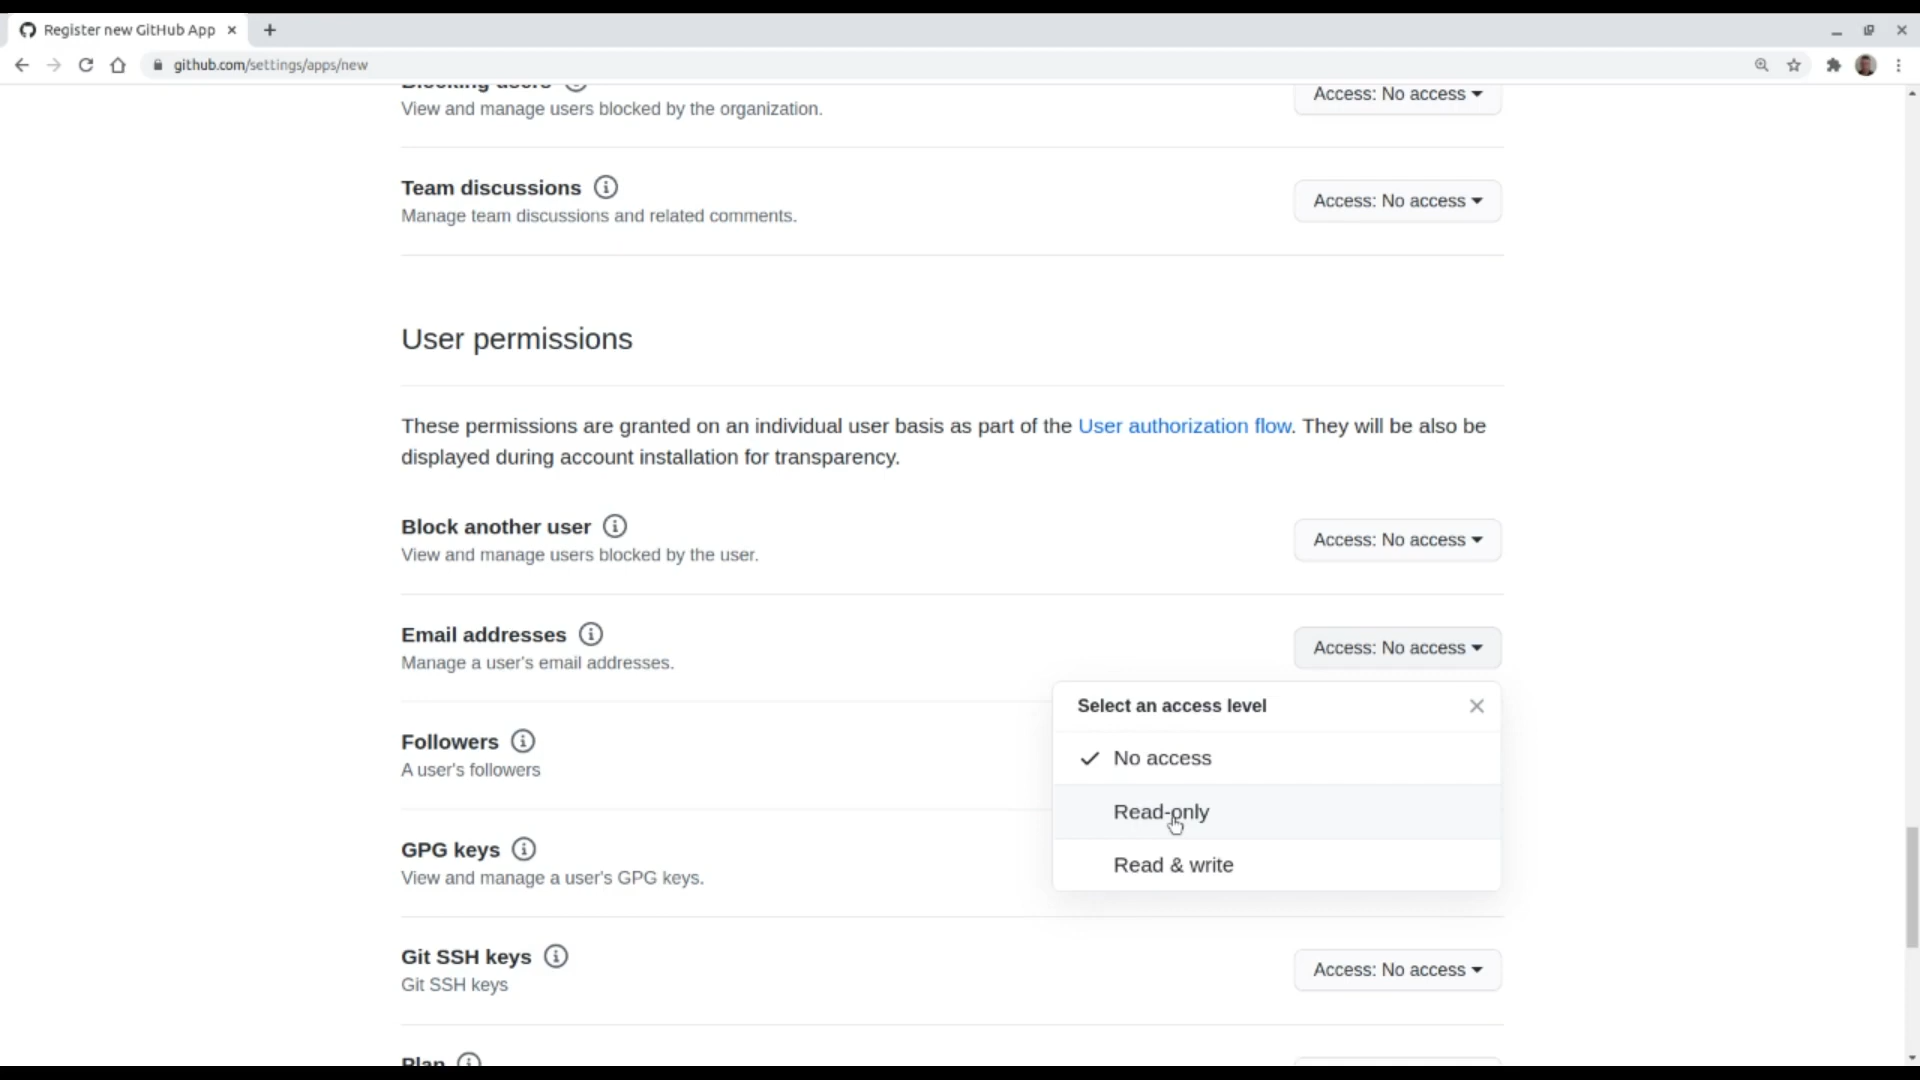 Register new GitHub App
github.com/settings/apps/new
Blocking users
View and manage users blocked by the organization.
Access: No access
Team discussions
Manage team discussions and related comments.
Access: No access
User permissions
These permissions are granted on an individual user basis as part of the User authorization flow. They will be also be
displayed during account installation for transparency.
Block another user
View and manage users blocked by the user.
Access: No access
Email addresses
Manage a user's email addresses.
Access: No access
Select an access level
No access
Read-only
Read & write
Followers
A user's followers
GPG keys
View and manage a user's GPG keys.
Git SSH keys
Git SSH keys
Access: No access
Plan